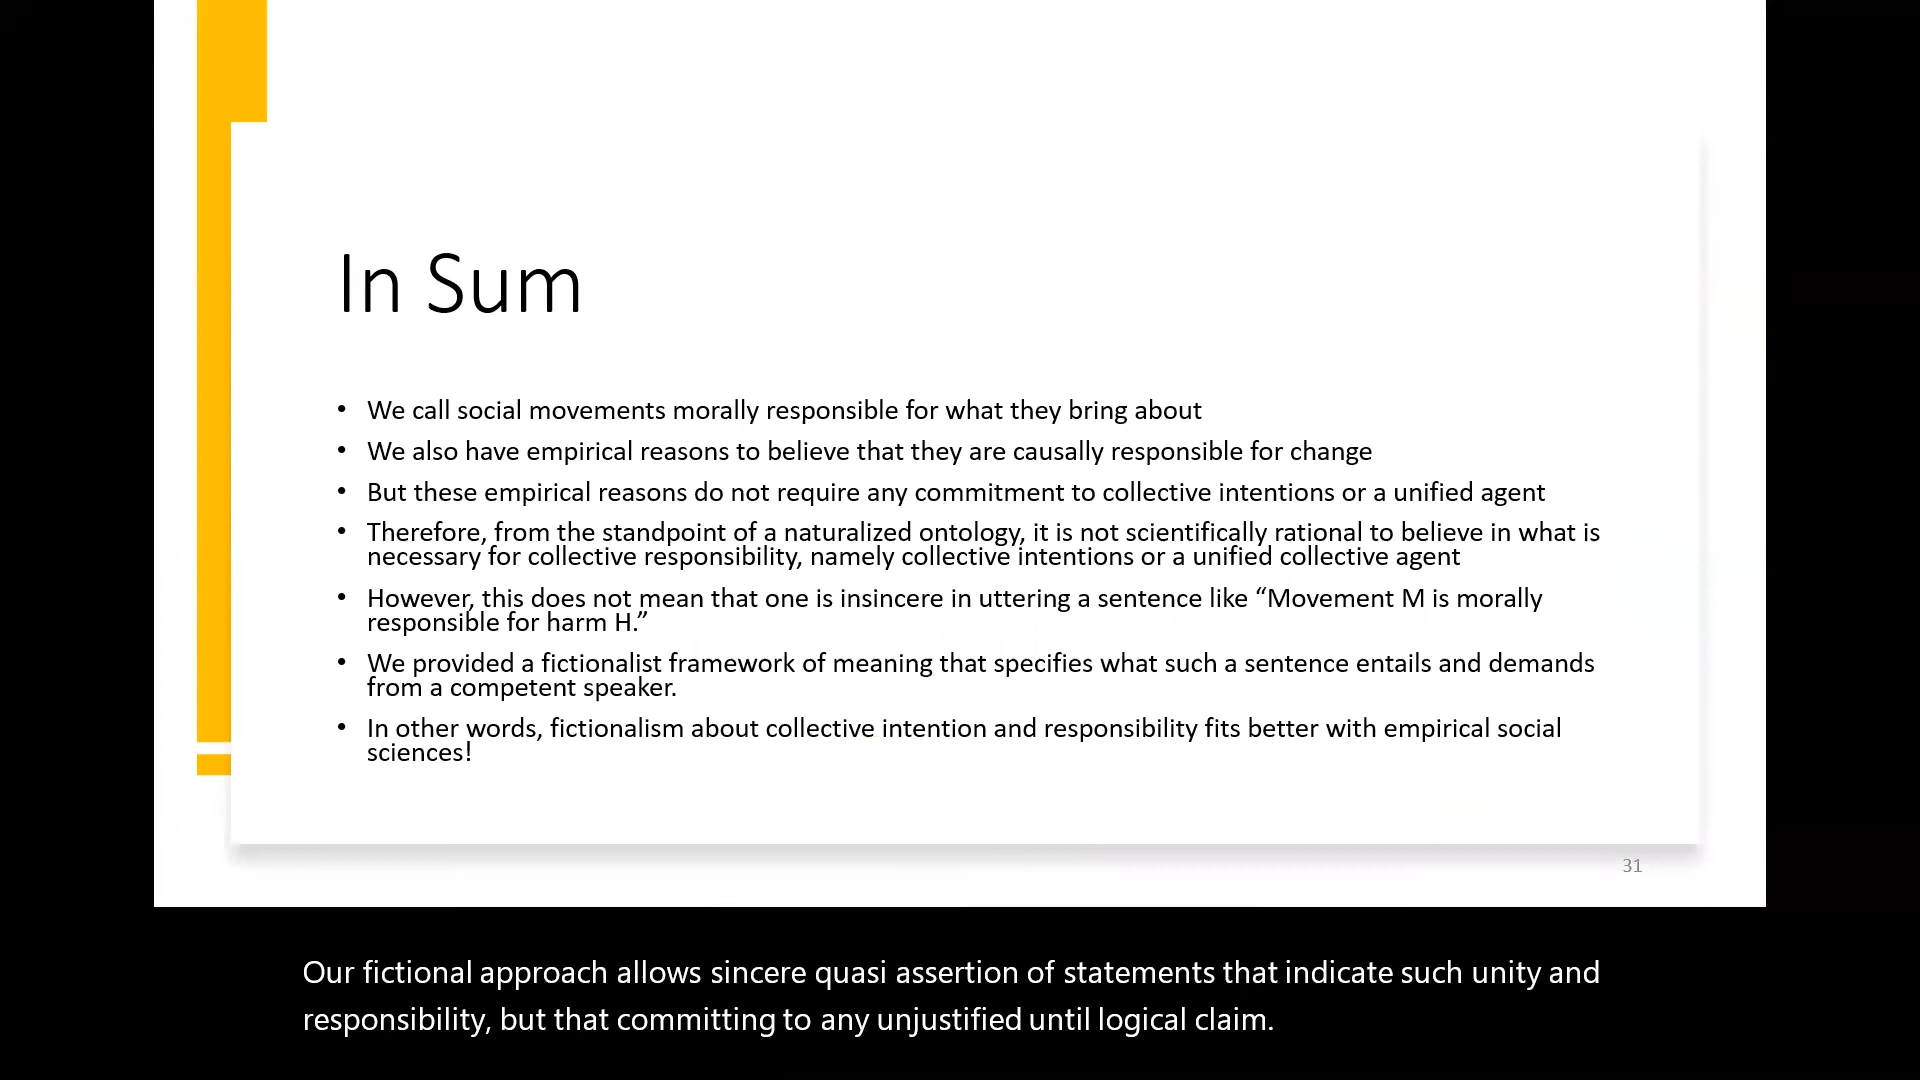 In Sum
• We call social movements morally responsible for what they bring about
• We also have empirical reasons to believe that they are causally responsible for change
• But these empirical reasons do not require any commitment to collective intentions or a unified agent
• Therefore, from the standpoint of a naturalized ontology, it is not scientifically rational to believe in what is
necessary for collective responsibility, namely collective intentions or a unified collective agent
• However, this does not mean that one is insincere in uttering a sentence like “Movement M is morally
responsible for harm H.”
• We provided a fictionalist framework of meaning that specifies what such a sentence entails and demands
from a competent speaker.
• In other words, fictionalism about collective intention and responsibility fits better with empirical social
sciences!
31
Our fictional approach allows sincere quasi assertion of statements that indicate such unity and
responsibility, but that committing to any unjustified until logical claim.